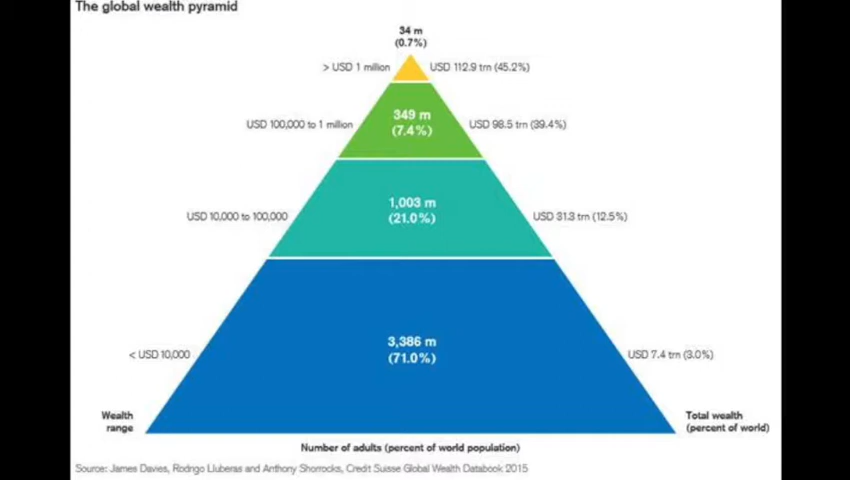 The global wealth pyramid
34 m
(0.7%)
> USD 1 million
USD 112.9 trn (45.2%)
USD 100,000 to 1 million
349 m
(7.4%)
USD 98.5 trn (39.4%)
USD 10,000 to 100,000
1,003 m
(21.0%)
USD 31.3 trn (12.5%)
< USD 10,000
3,386 m
(71.0%)
USD 7.4 trn (3.0%)
Wealth
range
Total wealth
(percent of world)
Number of adults (percent of world population)
Source: James Davies, Rodrigo Lluberas and Anthony Shorrocks, Credit Suisse Global Wealth Databook 2015